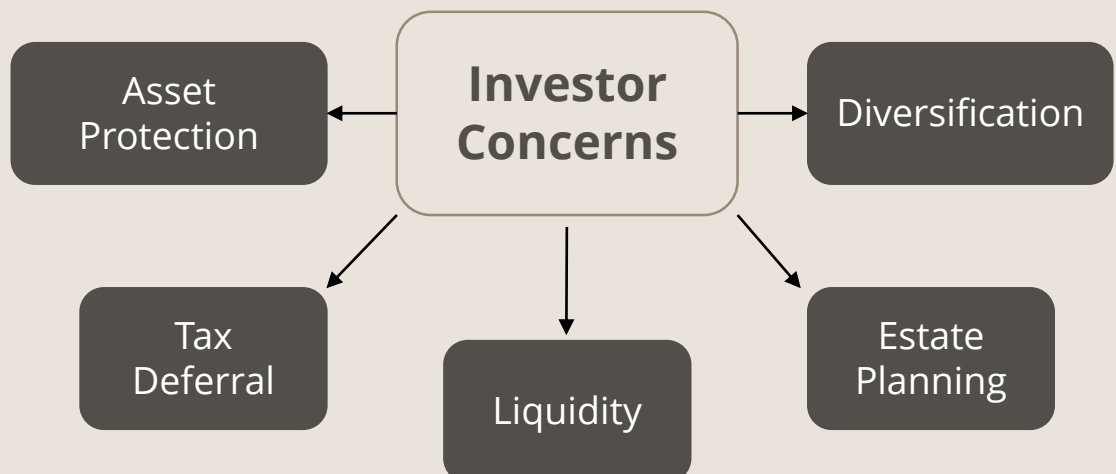 Investor
Concerns
Asset
Protection
Diversification
Tax
Deferral
Liquidity
Estate
Planning